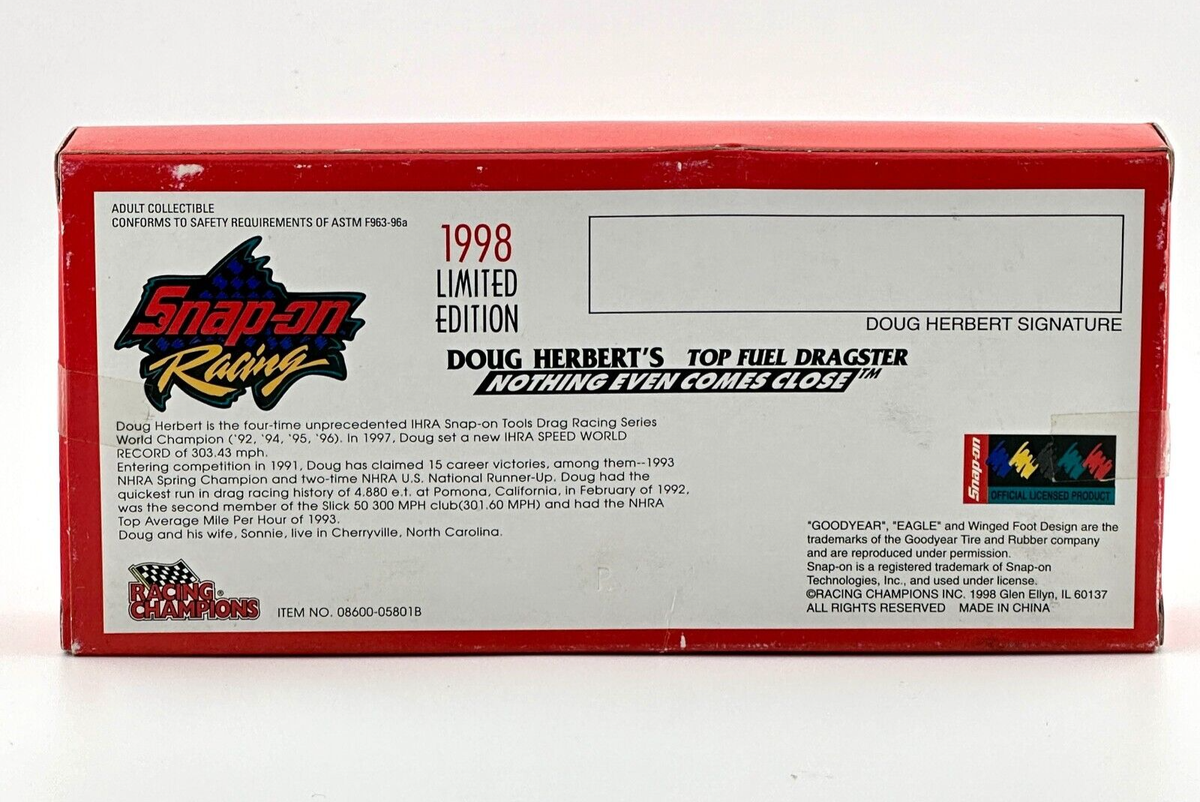 ADULT COLLECTIBLE
CONFORMS TO SAFETY REQUIREMENTS OF ASTM F963-96a
Snap-on
Racing
1998
LIMITED
EDITION
DOUG HERBERT SIGNATURE
DOUG HERBERT'S TOP FUEL DRAGSTER
NOTHING EVEN COMES CLOSE™
Doug Herbert is the four-time unprecedented IHRA Snap-on Tools Drag Racing Series
World Champion ('92, '94, '95, '96). In 1997, Doug set a new IHRA SPEED WORLD
RECORD of 303.43 mph.
Entering competition in 1991, Doug has claimed 15 career victories, among them--1993
NHRA Spring Champion and two-time NHRA U.S. National Runner-Up. Doug had the
quickest run in drag racing history of 4.880 e.t. at Pomona, California, in February of 1992,
was the second member of the Slick 50 300 MPH club(301.60 MPH) and had the NHRA
Top Average Mile Per Hour of 1993.
Doug and his wife, Sonnie, live in Cherryville, North Carolina.
RACING®
CHAMPIONS
ITEM NO. 08600-05801B
Snap-on
OFFICIAL LICENSED PRODUCT
"GOODYEAR", "EAGLE" and Winged Foot Design are the
trademarks of the Goodyear Tire and Rubber company
and are reproduced under permission.
Snap-on is a registered trademark of Snap-on
Technologies, Inc., and used under license.
©RACING CHAMPIONS INC. 1998 Glen Ellyn, IL 60137
ALL RIGHTS RESERVED MADE IN CHINA